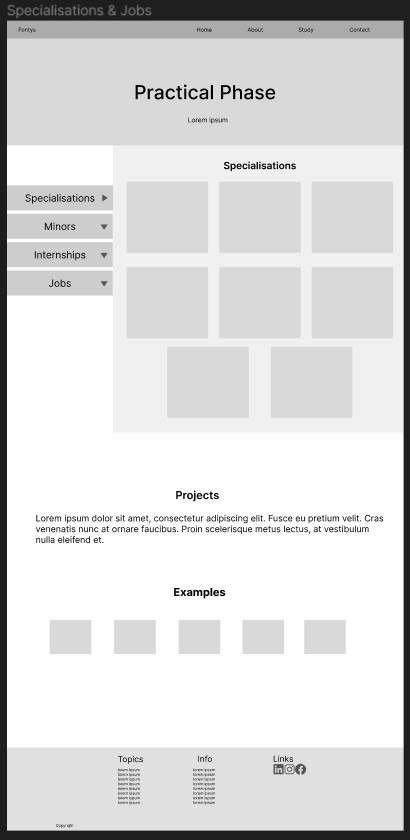 Specialisations & Jobs
Fontys
Home
About
Study
Contact
Practical Phase
Lorem ipsum
Specialisations
Specialisations
Minors
Internships
Jobs
Projects
Lorem ipsum dolor sit amet, consectetur adipiscing elit. Fusce eu pretium velit. Cras
venenatis nunc at ornare faucibus. Proin scelerisque metus lectus, at vestibulum
nulla eleifend et.
Examples
Topics
lorem ipsum
lorem ipsum
lorem ipsum
lorem ipsum
lorem ipsum
lorem ipsum
lorem ipsum
lorem ipsum
Info
lorem ipsum
lorem ipsum
lorem ipsum
lorem ipsum
lorem ipsum
lorem ipsum
lorem ipsum
lorem ipsum
Links
Copyright